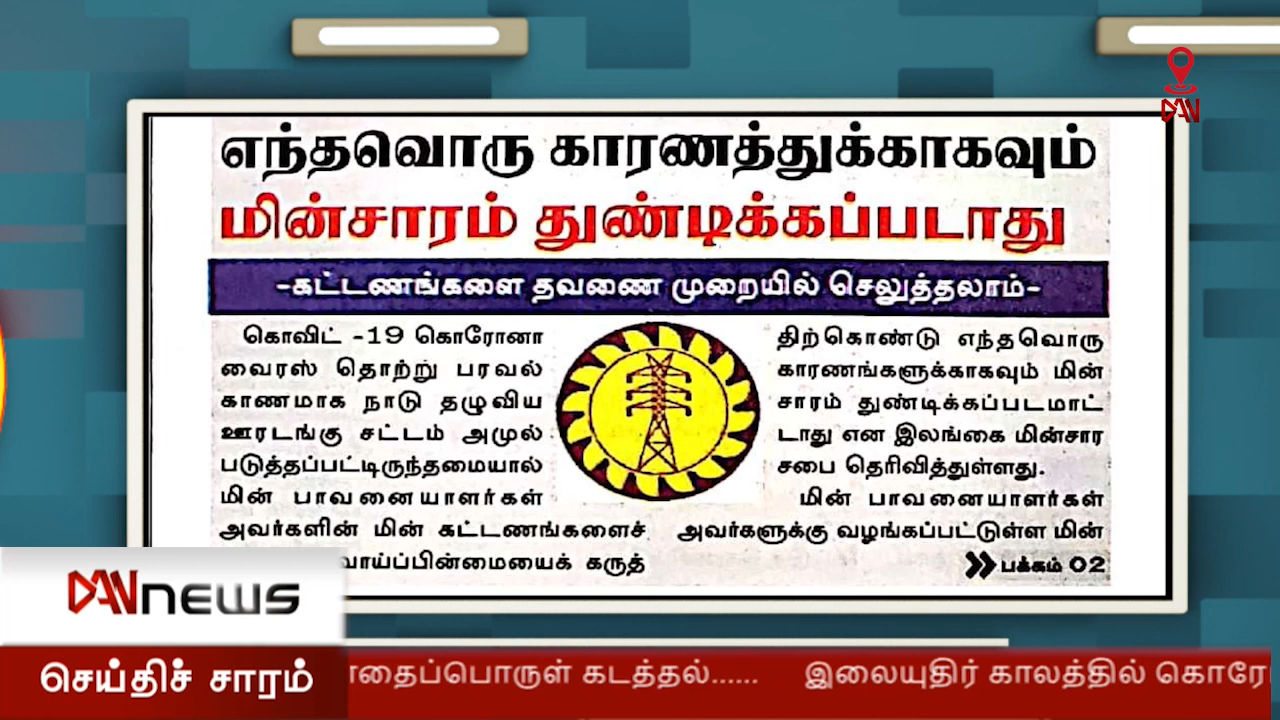 எந்தவொரு காரணத்துக்காகவும்
மின்சாரம் துண்டிக்கப்படாது
-கட்டணங்களை தவணை முறையில் செலுத்தலாம்-
கொவிட் -19 கொரோனா
வைரஸ் தொற்று பரவல்
காணமாக நாடு தழுவிய
ஊரடங்கு சட்டம் அமுல்
படுத்தப்பட்டிருந்தமையால்
மின் பாவனையாளர்கள்
அவர்களின் மின் கட்டணங்களைச்
கருத்
திற்கொண்டு எந்தவொரு
காரணங்களுக்காகவும் மின்
சாரம் துண்டிக்கப்படமாட்
டாது என இலங்கை மின்சார
சபை தெரிவித்துள்ளது.
மின் பாவனையாளர்கள்
அவர்களுக்கு வழங்கப்பட்டுள்ள மின்
பக்கம் 02
DAN
DAN news
செய்திச் சாரம்
கடத்தல்...... இலையுதிர் காலத்தில்